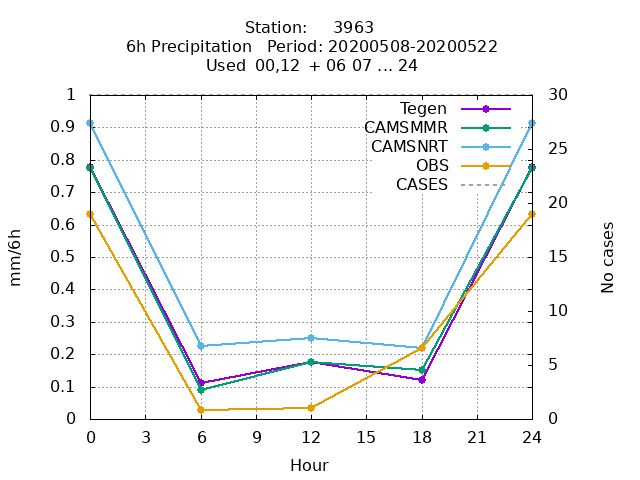 Station: 3963
6h Precipitation Period: 20200508-20200522
Used 00,12 + 06 07 ... 24
Tegen
CAMSMMR
CAMSNRT
OBS
CASES
1
0.9
0.8
0.7
0.6
0.5
0.4
0.3
0.2
0.1
0
mm/6h
30
25
20
15
10
5
0
No cases
0 3 6 9 12 15 18 21 24
Hour